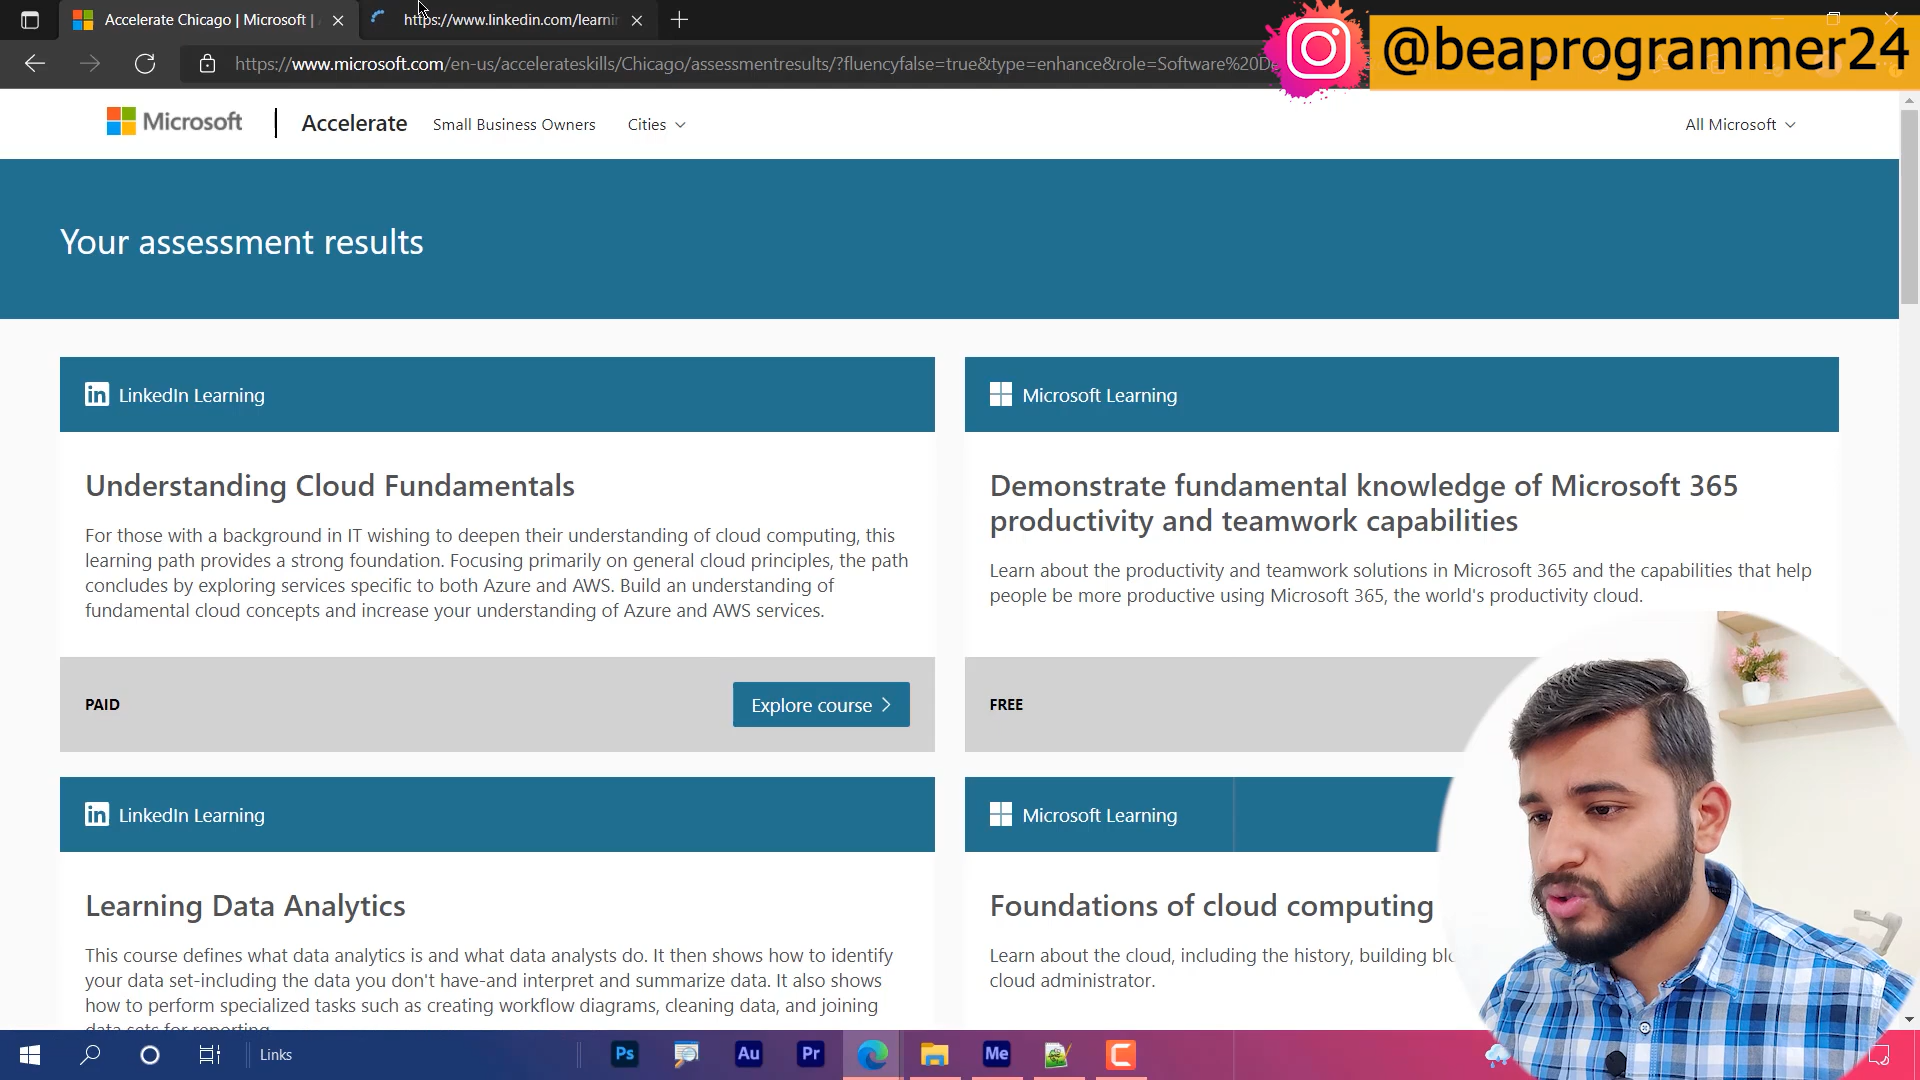 Accelerate Chicago | Microsoft |
https://www.linkedin.com/learnin
@beaprogrammer24
https://www.microsoft.com/en-us/accelerateskills/Chicago/assessmentresults/?fluencyfalse=true&type=enhance&role=Software%20De
Microsoft
Accelerate
Small Business Owners
Cities
All Microsoft
Your assessment results
in LinkedIn Learning
Understanding Cloud Fundamentals
For those with a background in IT wishing to deepen their understanding of cloud computing, this
learning path provides a strong foundation. Focusing primarily on general cloud principles, the path
concludes by exploring services specific to both Azure and AWS. Build an understanding of
fundamental cloud concepts and increase your understanding of Azure and AWS services.
PAID
Explore course
Microsoft Learning
Demonstrate fundamental knowledge of Microsoft 365
productivity and teamwork capabilities
Learn about the productivity and teamwork solutions in Microsoft 365 and the capabilities that help
people be more productive using Microsoft 365, the world's productivity cloud.
FREE
in LinkedIn Learning
Learning Data Analytics
This course defines what data analytics is and what data analysts do. It then shows how to identify
your data set-including the data you don't have-and interpret and summarize data. It also shows
how to perform specialized tasks such as creating workflow diagrams, cleaning data, and joining
data sets for reporting.
Microsoft Learning
Foundations of cloud computing
Learn about the cloud, including the history, building blo
cloud administrator.
Links
Ps
Au
Pr
Me